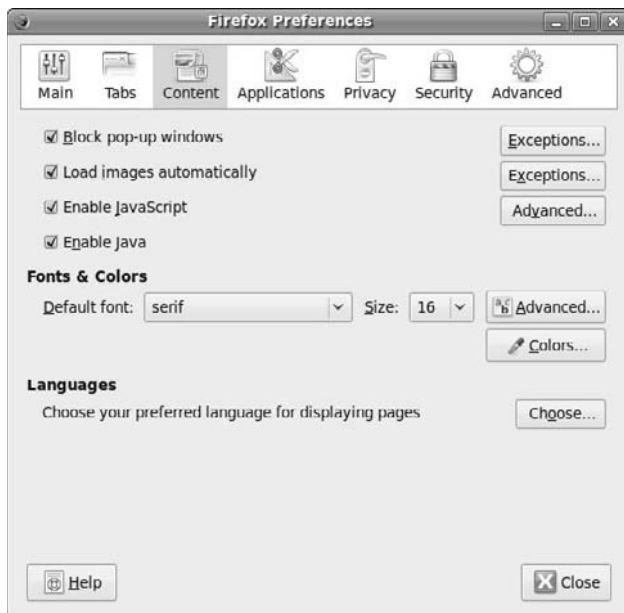 Firefox Preferences
Main Tabs Content Applications Privacy Security Advanced
Block pop-up windows Exceptions...
Load images automatically Exceptions...
Enable JavaScript Advanced...
Enable Java
Fonts & Colors
Default font: serif Size: 16 Advanced...
Colors...
Languages
Choose your preferred language for displaying pages Choose...
Help Close